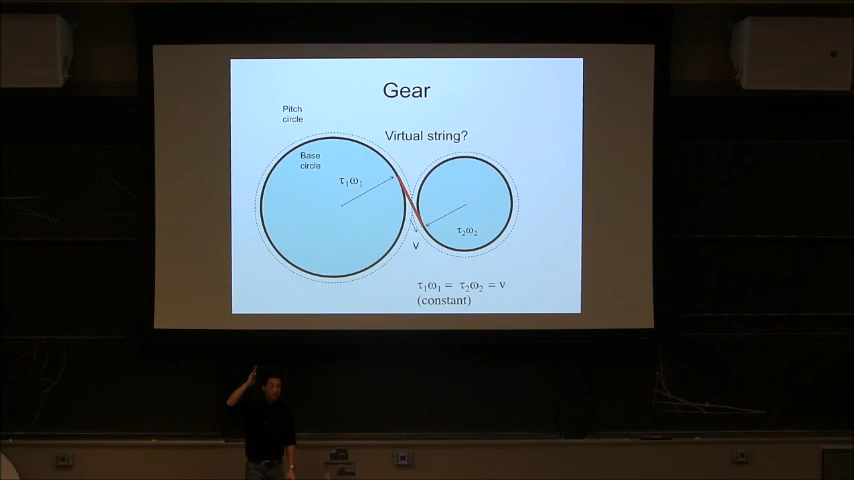 Gear
Pitch
circle
Virtual string?
Base
circle
τ₁ω₁
τ₂ω₂
v
τ₁ω₁ = τ₂ω₂ = v
(constant)